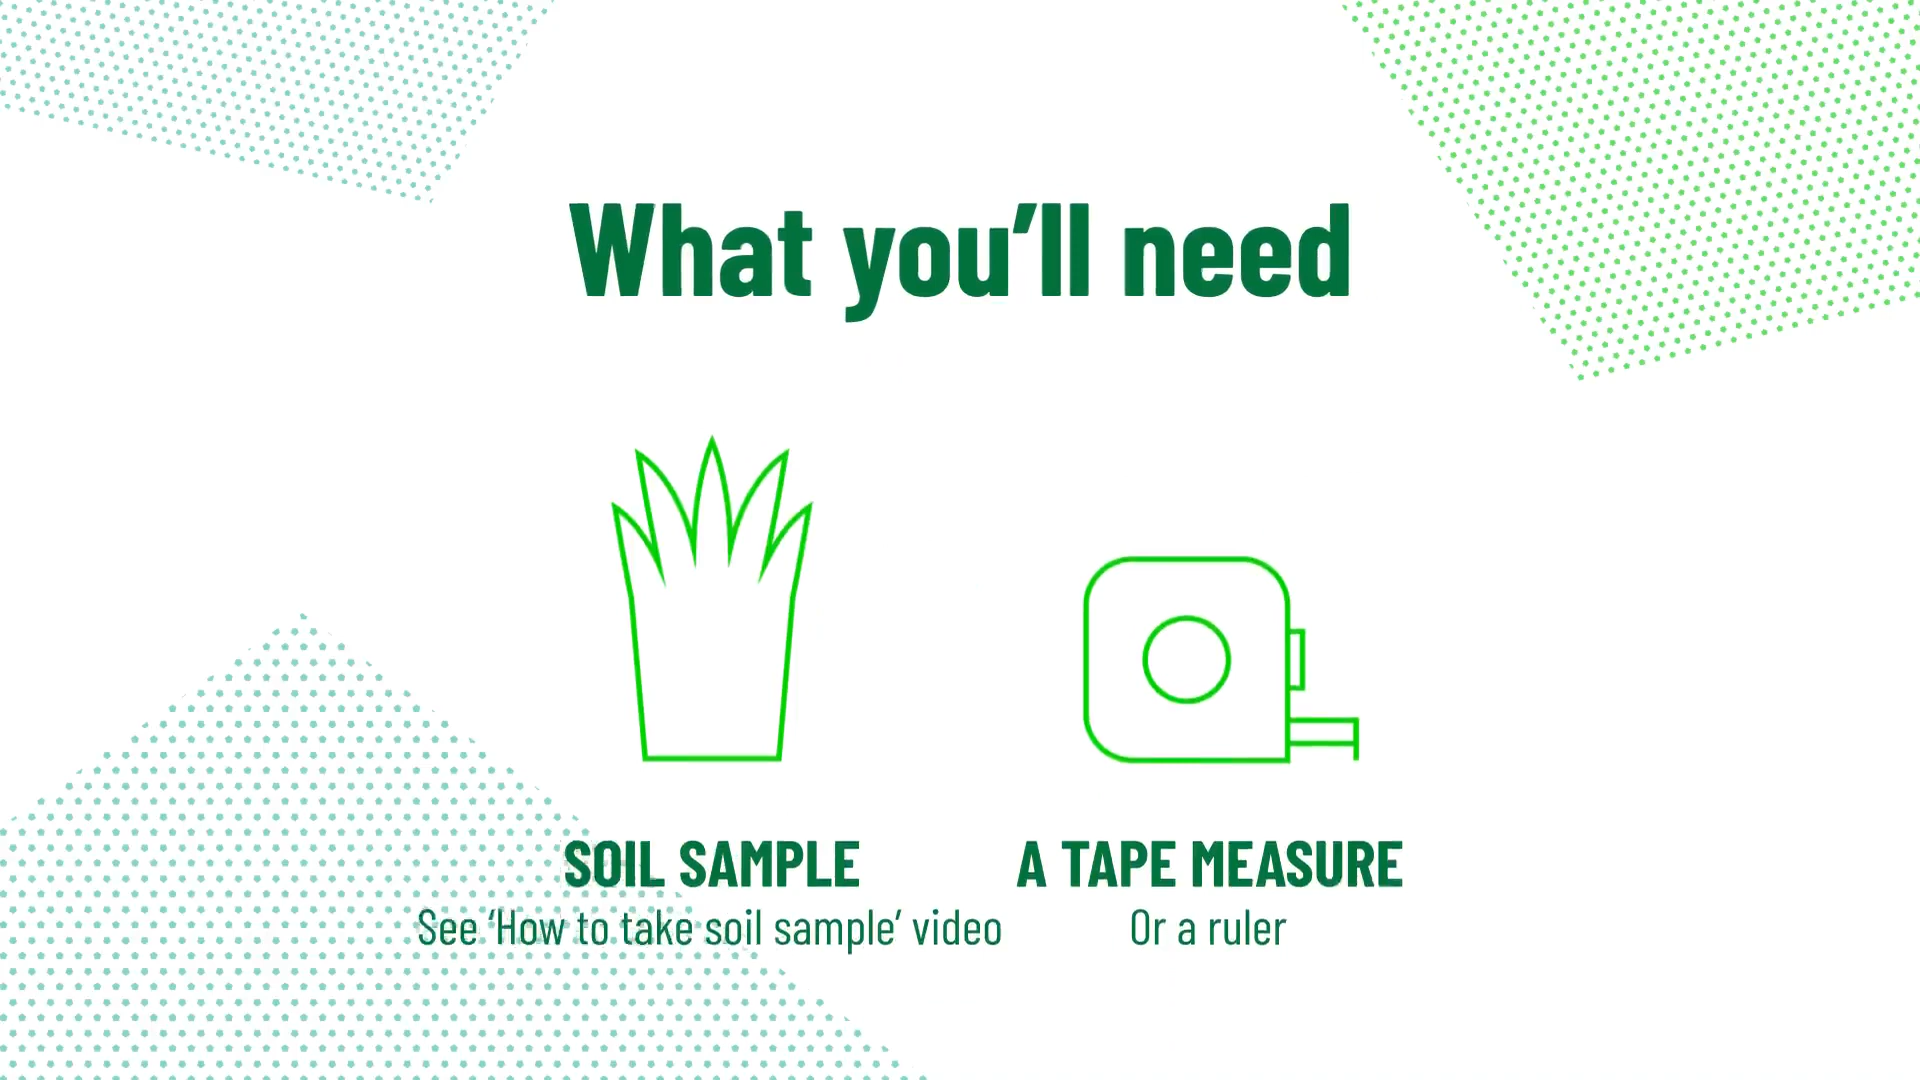 What you’ll need
SOIL SAMPLE
See ‘How to take soil sample’ video
A TAPE MEASURE
Or a ruler